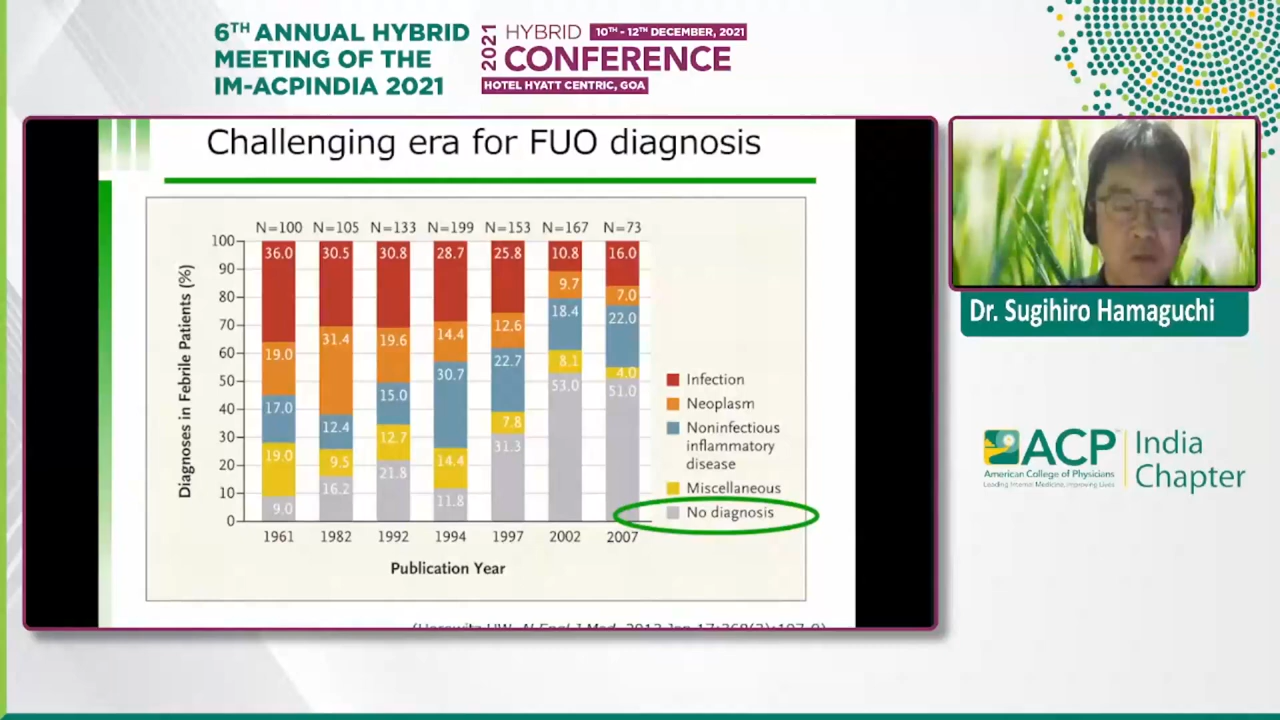 6TH ANNUAL HYBRID
MEETING OF THE
IM-ACPINDIA 2021
2021
HYBRID 10TH - 12TH DECEMBER, 2021
CONFERENCE
HOTEL HYATT CENTRIC, GOA
Challenging era for FUO diagnosis
N=100 N=105 N=133 N=199 N=153 N=167 N=73
Diagnoses in Febrile Patients (%)
100
90
80
70
60
50
40
30
20
10
0
36.0 30.5 30.8 28.7 25.8 10.8 16.0
19.0 31.4 19.6 14.4 12.6 9.7 7.0
17.0 12.4 15.0 30.7 22.7 18.4 22.0
19.0 9.5 12.7 14.4 7.8 8.1 4.0
9.0 16.2 21.8 11.8 31.3 53.0 51.0
1961 1982 1992 1994 1997 2002 2007
Publication Year
Infection
Neoplasm
Noninfectious
inflammatory
disease
Miscellaneous
No diagnosis
Dr. Sugihiro Hamaguchi
ACP
American College of Physicians
Leading Internal Medicine, Improving Lives
India
Chapter